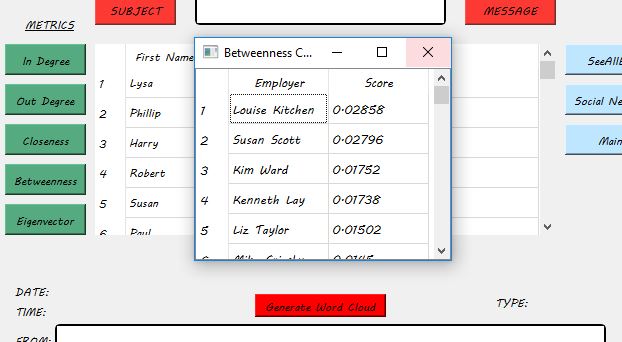 SUBJECT
MESSAGE
METRICS
Betweenness C...
In Degree
First Name
Employer
Score
SeeAllE
1 Lysa
1 Louise Kitchen 0.02858
Out Degree
2 Phillip
2 Susan Scott 0.02796
Social Ne
Closeness
3 Harry
3 Kim Ward 0.01752
Main
Betweenness
4 Robert
4 Kenneth Lay 0.01738
Eigenvector
5 Susan
5 Liz Taylor 0.01502
6 Paul
DATE:
TIME:
Generate Word Cloud
TYPE:
FROM: